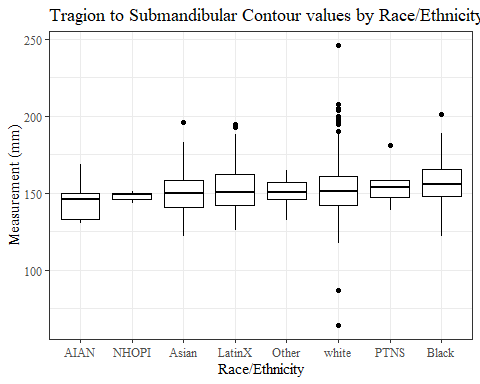 Tragion to Submandibular Contour values by Race/Ethnicity
Measurement (mm)
250
200
150
100
AIAN NHOPI Asian LatinX Other white PTNS Black
Race/Ethnicity